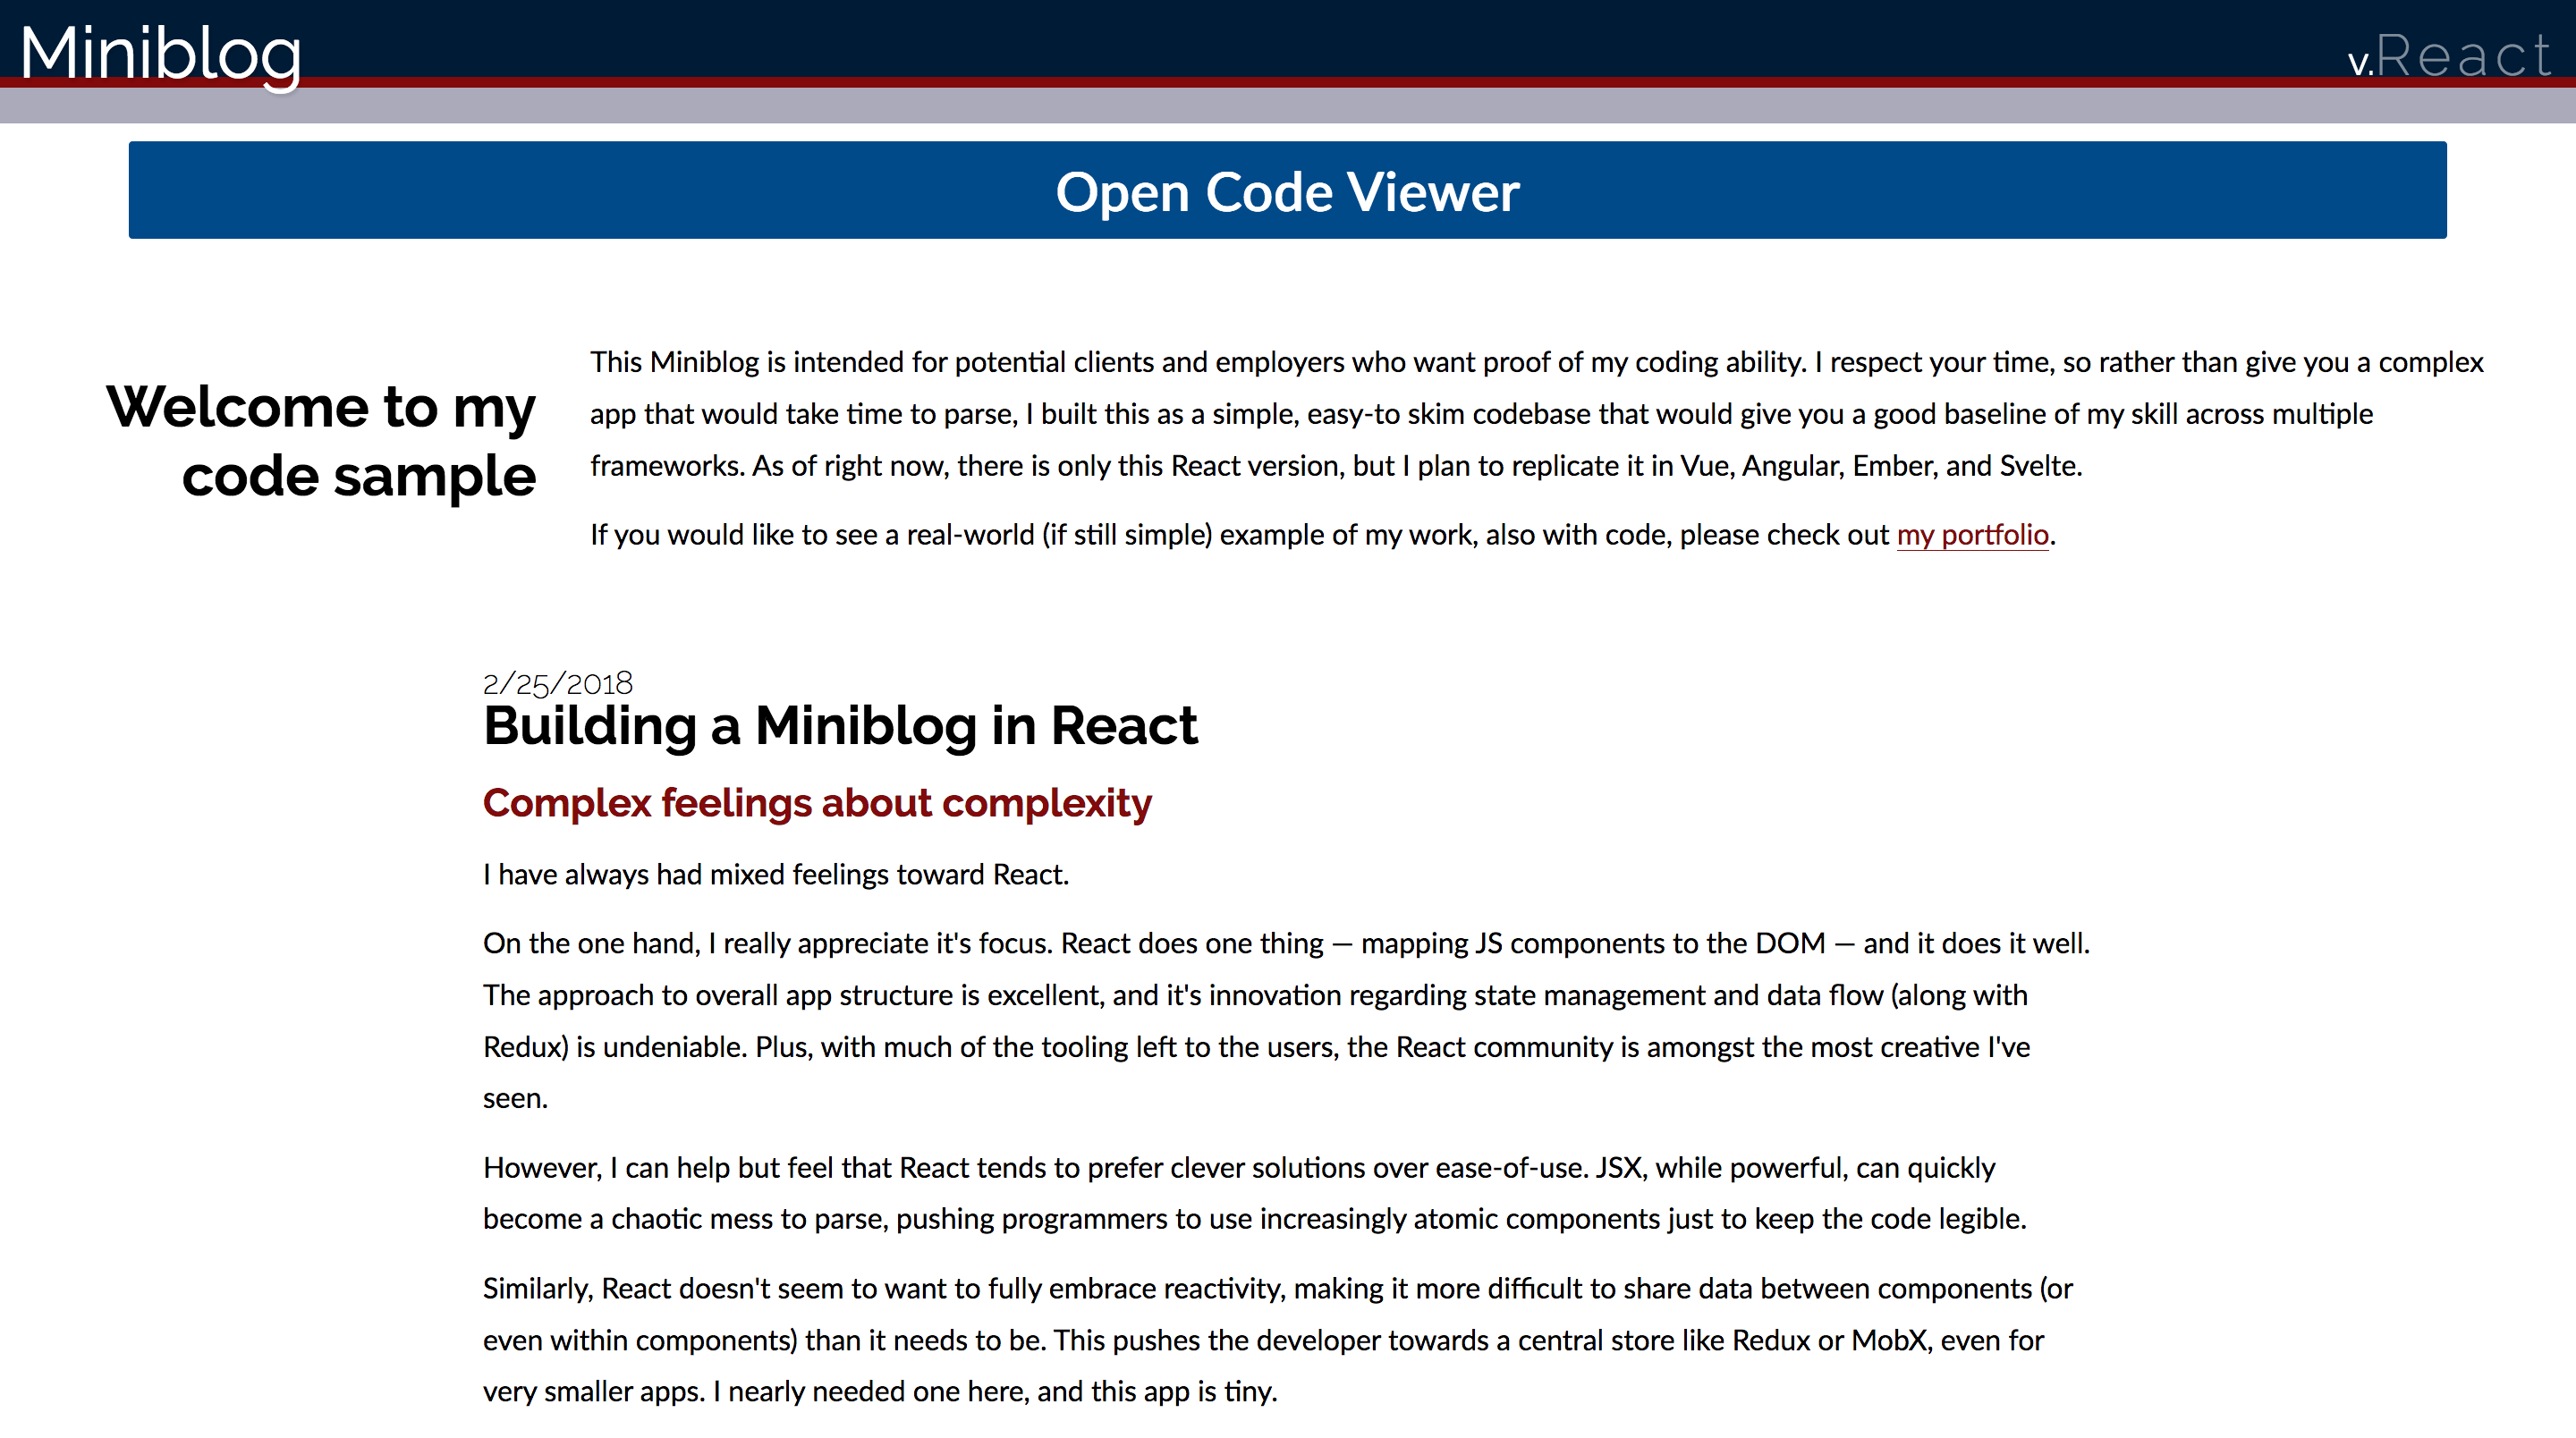 Miniblog
v.React
Open Code Viewer
Welcome to my
code sample
This Miniblog is intended for potential clients and employers who want proof of my coding ability. I respect your time, so rather than give you a complex
app that would take time to parse, I built this as a simple, easy-to skim codebase that would give you a good baseline of my skill across multiple
frameworks. As of right now, there is only this React version, but I plan to replicate it in Vue, Angular, Ember, and Svelte.
If you would like to see a real-world (if still simple) example of my work, also with code, please check out my portfolio.
2/25/2018
Building a Miniblog in React
Complex feelings about complexity
I have always had mixed feelings toward React.
On the one hand, I really appreciate it's focus. React does one thing — mapping JS components to the DOM — and it does it well.
The approach to overall app structure is excellent, and it's innovation regarding state management and data flow (along with
Redux) is undeniable. Plus, with much of the tooling left to the users, the React community is amongst the most creative I've
seen.
However, I can help but feel that React tends to prefer clever solutions over ease-of-use. JSX, while powerful, can quickly
become a chaotic mess to parse, pushing programmers to use increasingly atomic components just to keep the code legible.
Similarly, React doesn't seem to want to fully embrace reactivity, making it more difficult to share data between components (or
even within components) than it needs to be. This pushes the developer towards a central store like Redux or MobX, even for
very smaller apps. I nearly needed one here, and this app is tiny.